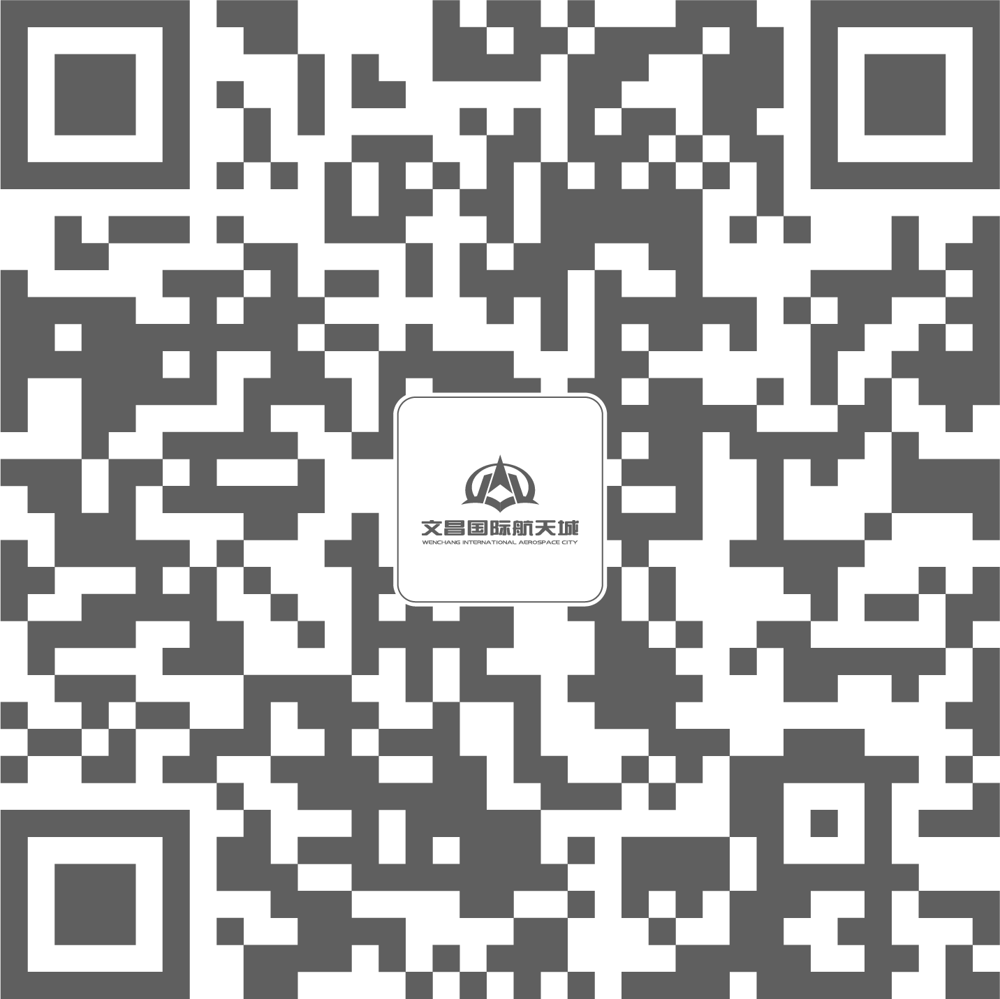 文昌国际航天城
WENCHANG INTERNATIONAL AEROSPACE CITY